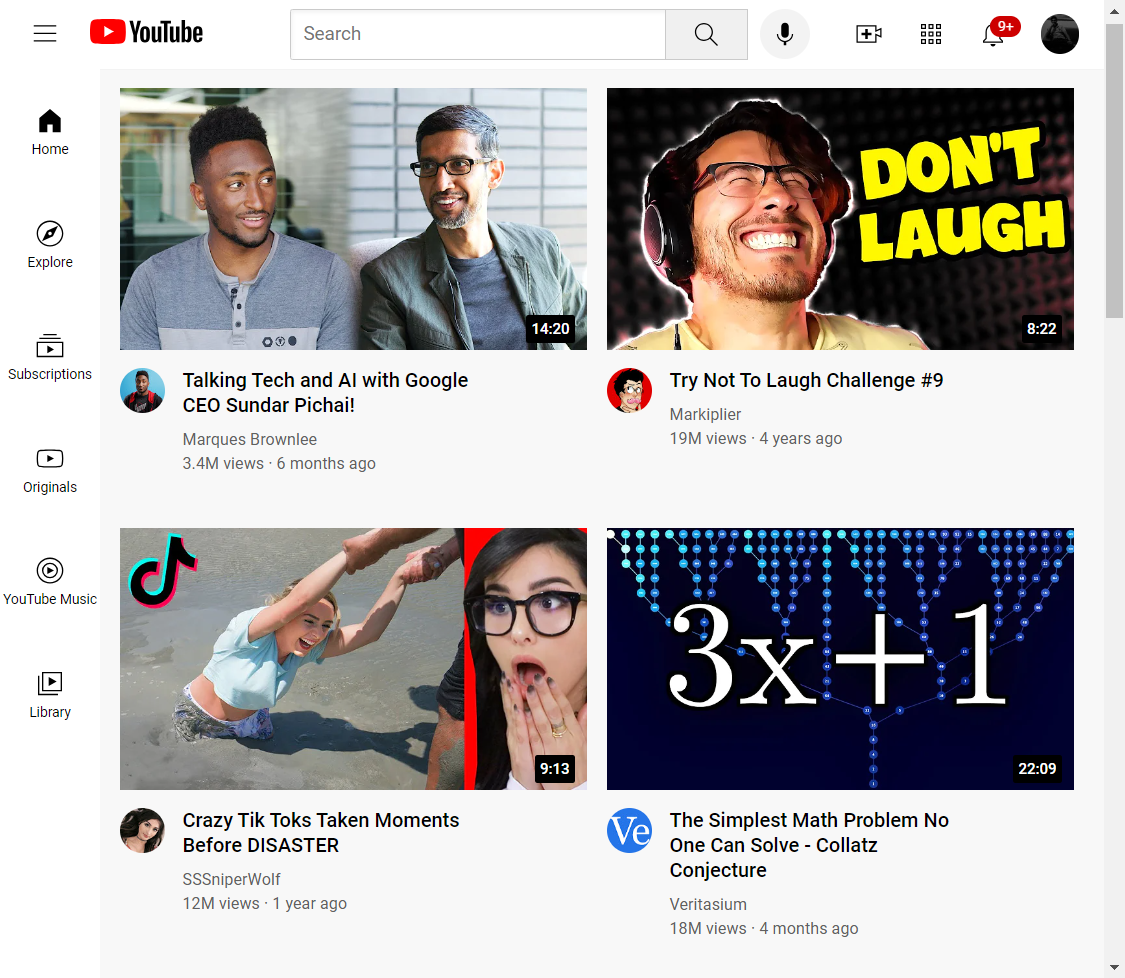 YouTube
Search
9+
Home
Explore
Subscriptions
Originals
YouTube Music
Library
DON'T
LAUGH
14:20
8:22
Talking Tech and AI with Google
CEO Sundar Pichai!
Marques Brownlee
3.4M views · 6 months ago
Try Not To Laugh Challenge #9
Markiplier
19M views · 4 years ago
3x+1
9:13
22:09
Crazy Tik Toks Taken Moments
Before DISASTER
SSSniperWolf
12M views · 1 year ago
Ve
The Simplest Math Problem No
One Can Solve - Collatz
Conjecture
Veritasium
18M views · 4 months ago